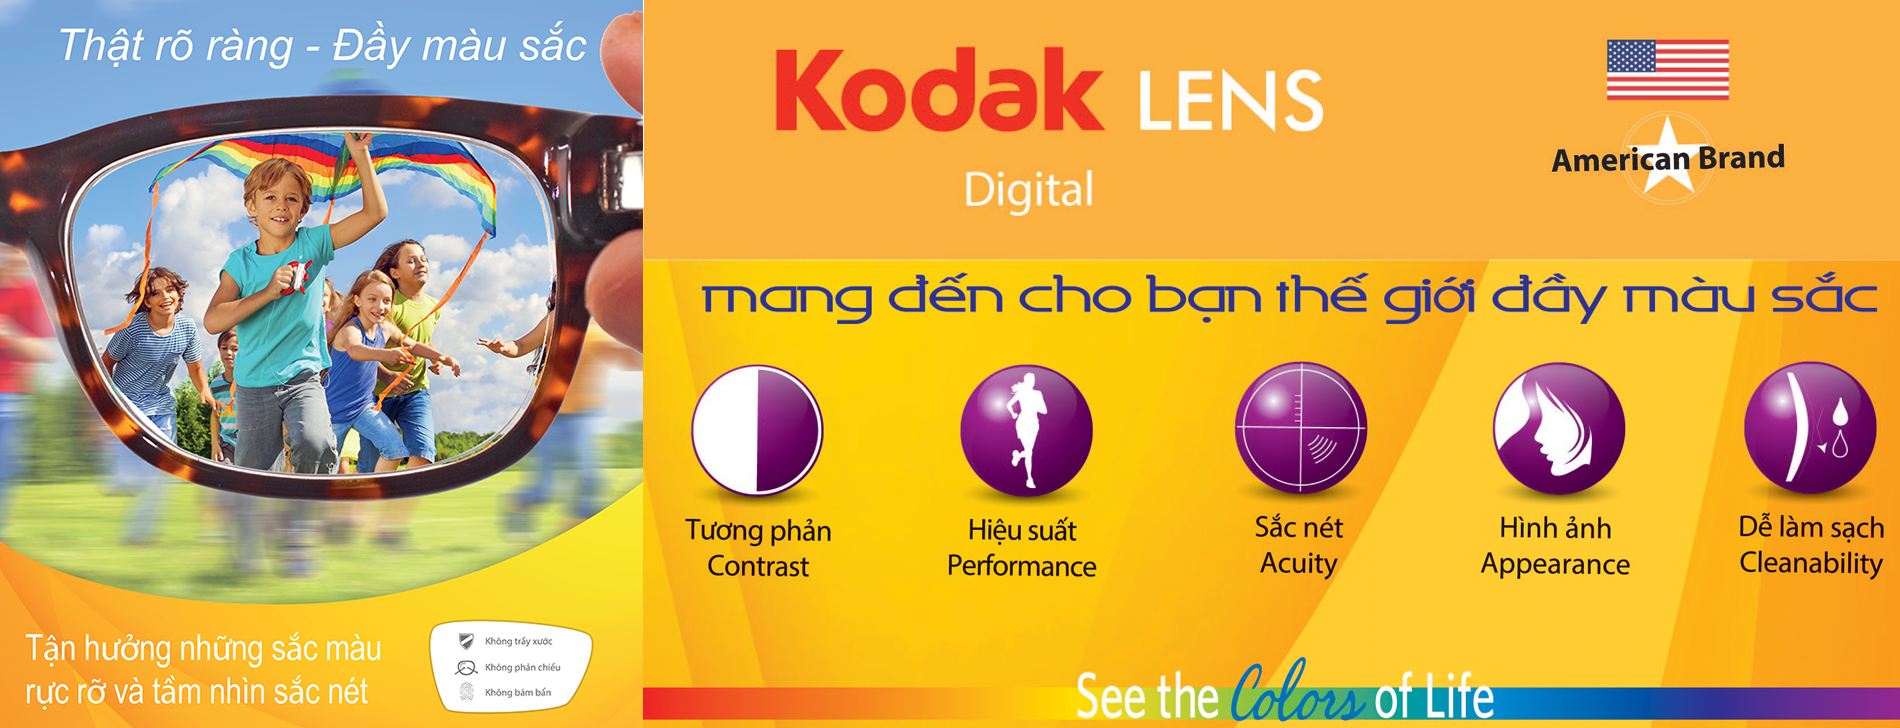 Thật rõ ràng - Đầy màu sắc
Tận hưởng những sắc màu
rực rỡ và tầm nhìn sắc nét
Không trầy xước
Không phản chiếu
Không bám bẩn
Kodak LENS
Digital
American Brand
mang đến cho bạn thế giới đầy màu sắc
Tương phản
Contrast
Hiệu suất
Performance
Sắc nét
Acuity
Hình ảnh
Appearance
Dễ làm sạch
Cleanability
See the Colors of Life